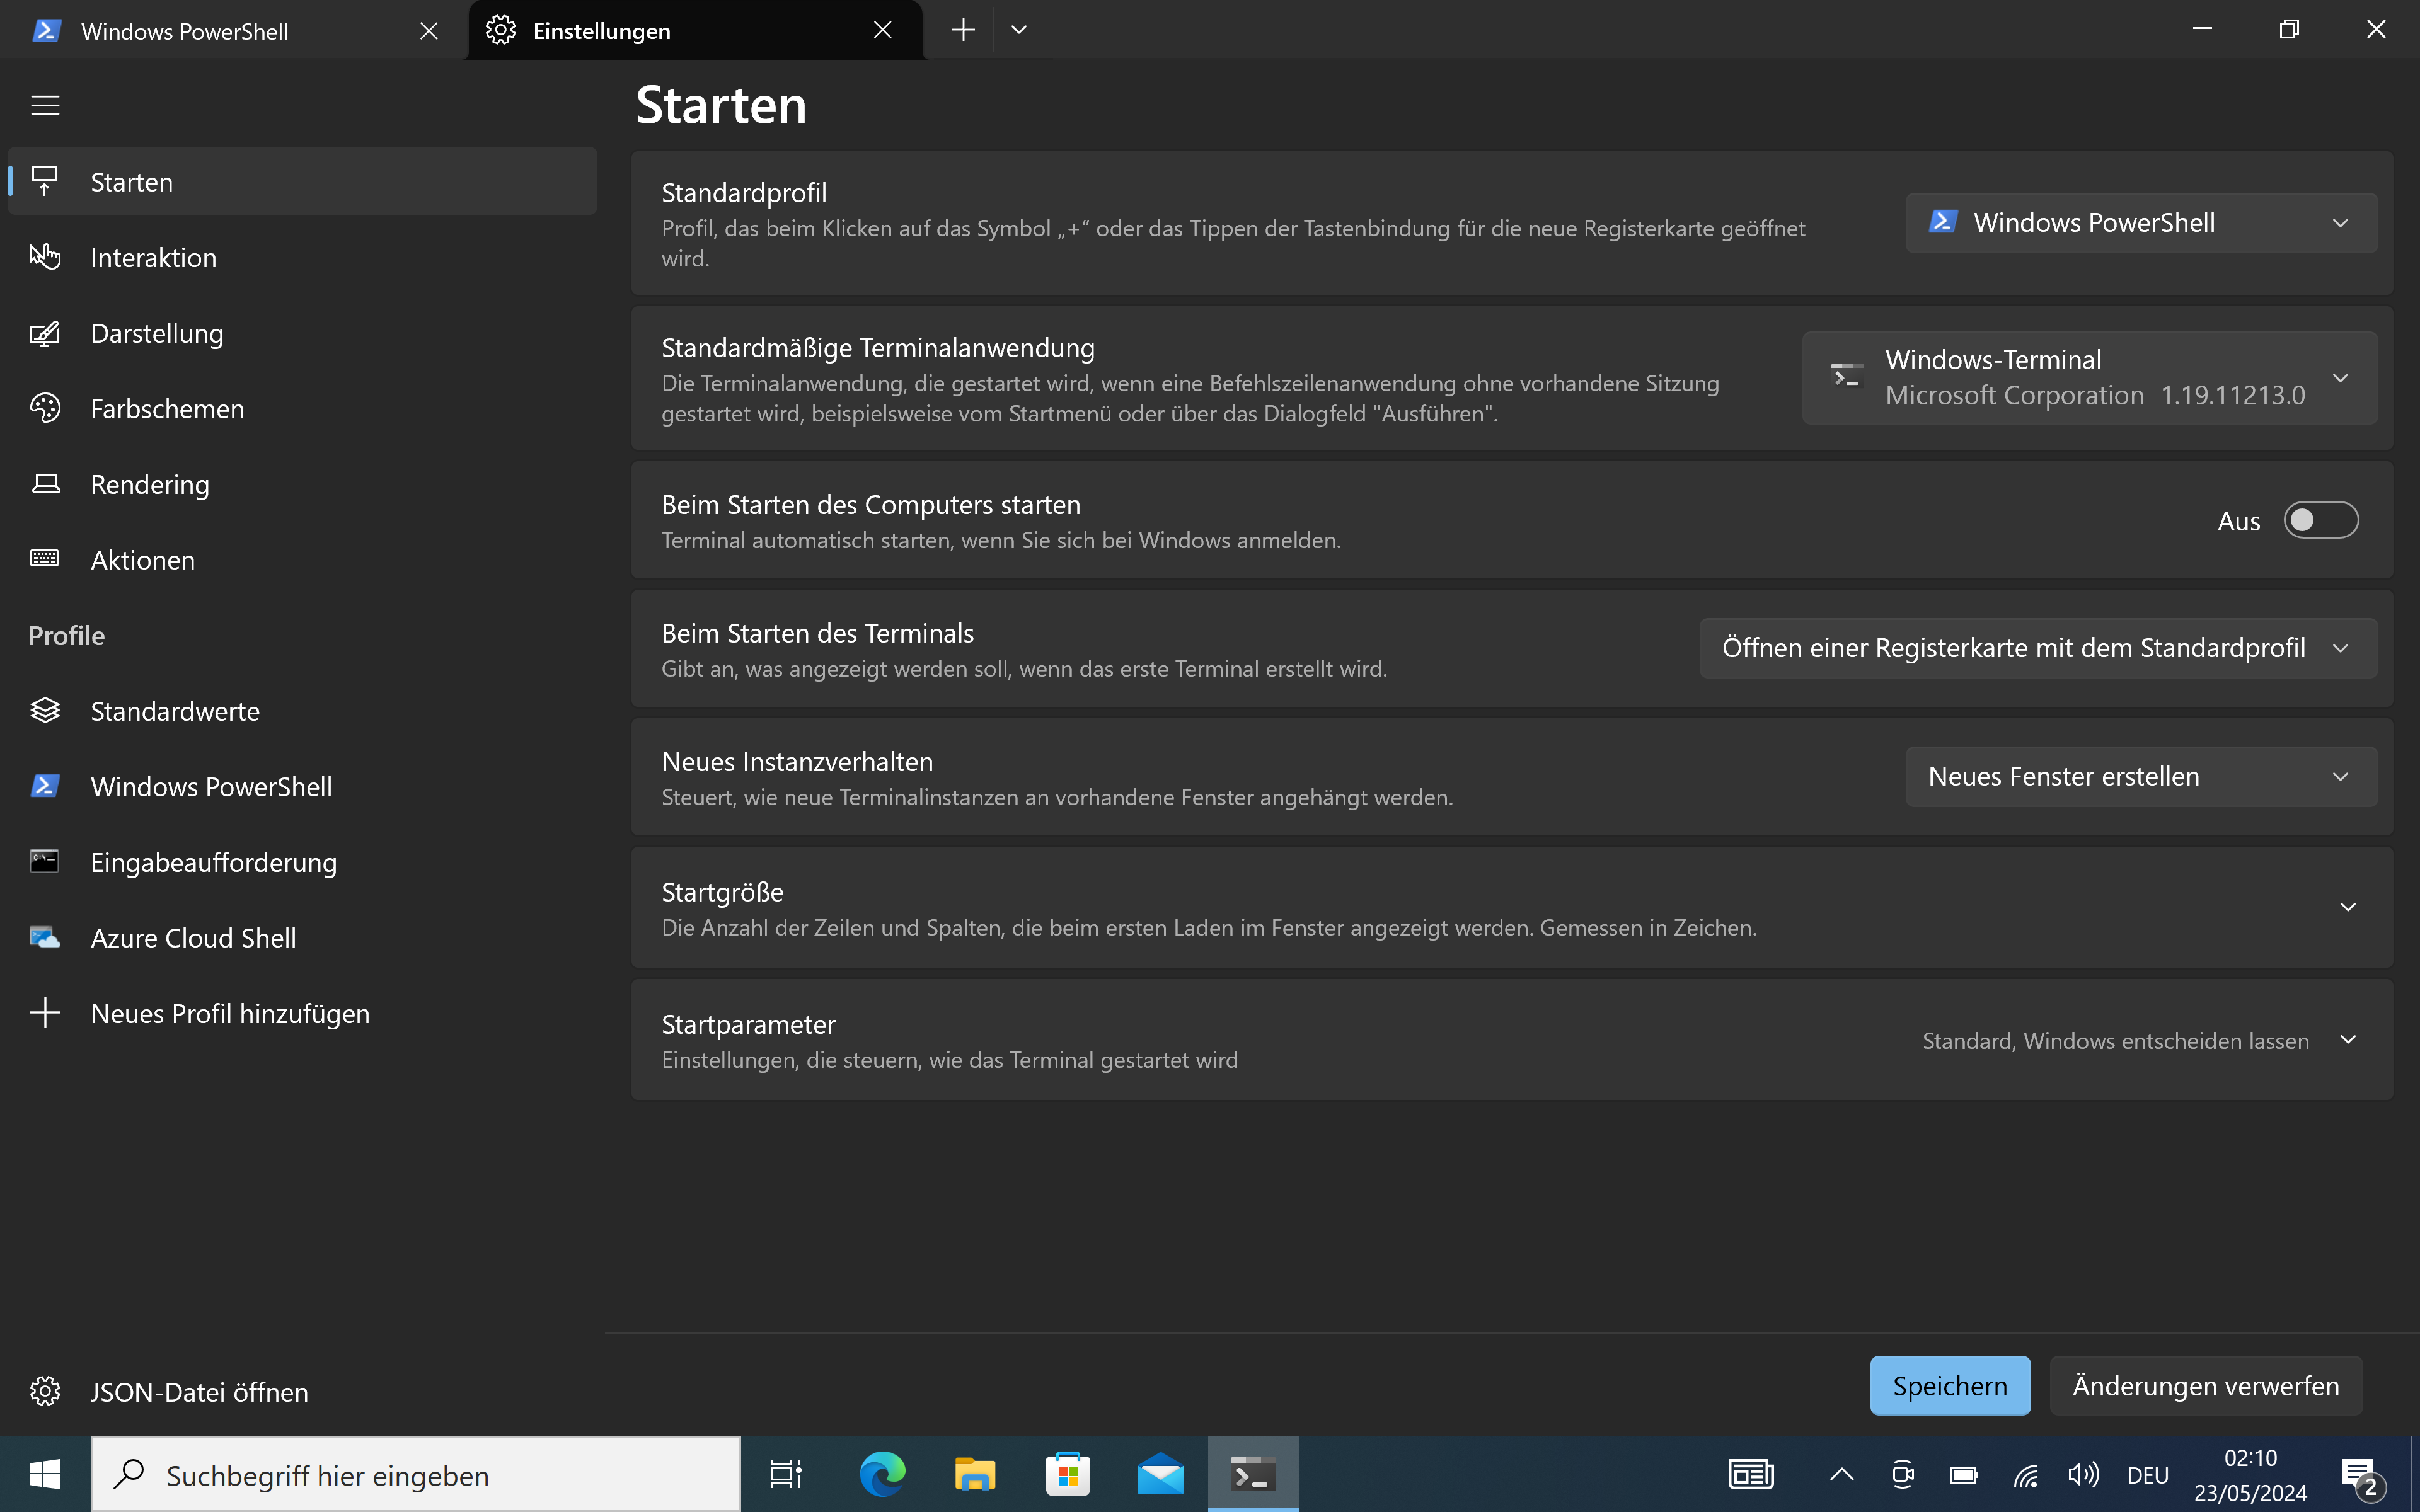 Windows PowerShell
Einstellungen
Starten
Interaktion
Darstellung
Farbschemen
Rendering
Aktionen
Profile
Standardwerte
Windows PowerShell
Eingabeaufforderung
Azure Cloud Shell
Neues Profil hinzufügen
JSON-Datei öffnen
Starten
Standardprofil
Profil, das beim Klicken auf das Symbol „+“ oder das Tippen der Tastenbindung für die neue Registerkarte geöffnet
wird.
Windows PowerShell
Standardmäßige Terminalanwendung
Die Terminalanwendung, die gestartet wird, wenn eine Befehlszeilenanwendung ohne vorhandene Sitzung
gestartet wird, beispielsweise vom Startmenü oder über das Dialogfeld "Ausführen".
Windows-Terminal
Microsoft Corporation 1.19.11213.0
Beim Starten des Computers starten
Terminal automatisch starten, wenn Sie sich bei Windows anmelden.
Aus
Beim Starten des Terminals
Gibt an, was angezeigt werden soll, wenn das erste Terminal erstellt wird.
Öffnen einer Registerkarte mit dem Standardprofil
Neues Instanzverhalten
Steuert, wie neue Terminalinstanzen an vorhandene Fenster angehängt werden.
Neues Fenster erstellen
Startgröße
Die Anzahl der Zeilen und Spalten, die beim ersten Laden im Fenster angezeigt werden. Gemessen in Zeichen.
Startparameter
Einstellungen, die steuern, wie das Terminal gestartet wird
Standard, Windows entscheiden lassen
Speichern
Änderungen verwerfen
Suchbegriff hier eingeben
DEU
02:10
23/05/2024
2